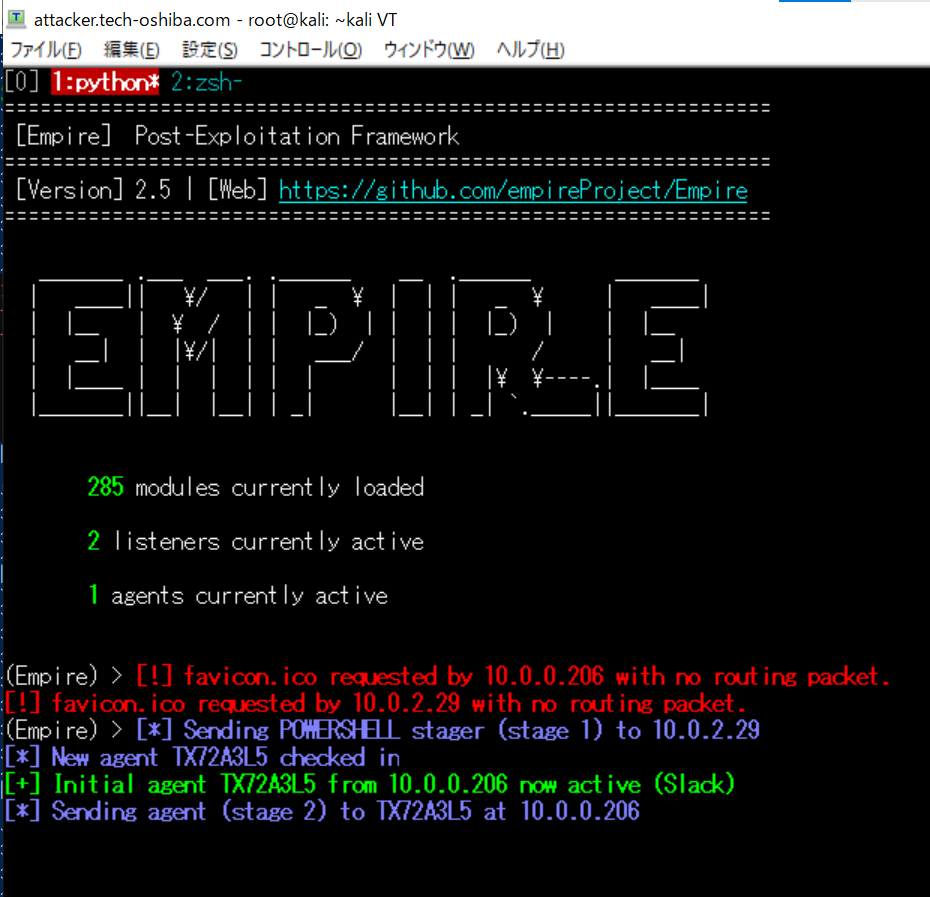 attacker.tech-oshiba.com - root@kali: ~kali VT
ファイル(F) 編集(E) 設定(S) コントロール(O) ウィンドウ(W) ヘルプ(H)
[0] 1:python* 2:zsh-
================================================================
[Empire] Post-Exploitation Framework
================================================================
[Version] 2.5 | [Web] https://github.com/empireProject/Empire
================================================================
EMPIRE
285 modules currently loaded
2 listeners currently active
1 agents currently active
(Empire) > [!] favicon.ico requested by 10.0.0.206 with no routing packet.
[!] favicon.ico requested by 10.0.2.29 with no routing packet.
(Empire) > [*] Sending POWERSHELL stager (stage 1) to 10.0.2.29
[*] New agent TX72A3L5 checked in
[+] Initial agent TX72A3L5 from 10.0.0.206 now active (Slack)
[*] Sending agent (stage 2) to TX72A3L5 at 10.0.0.206